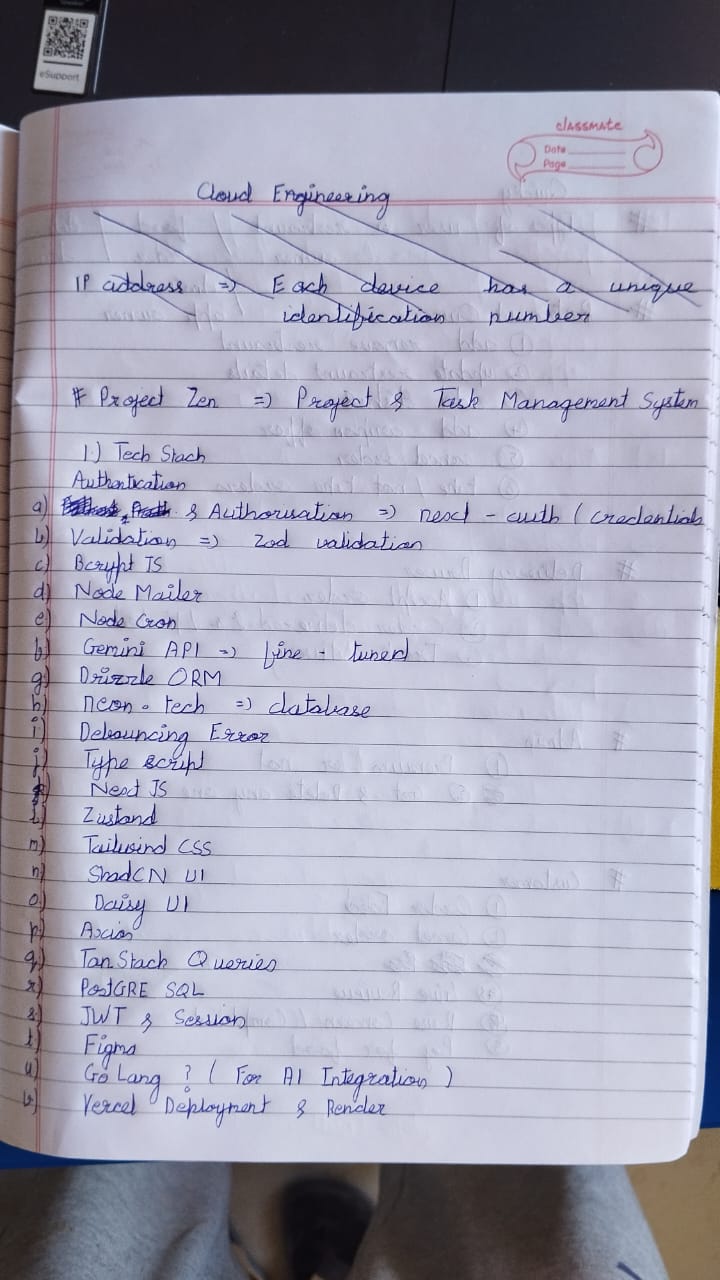 eSupport
classmate
Date
Page
Cloud Engineering
IP address => Each device has a unique
identification number
# Project Zen => Project & Task Management System
1.) Tech Stack
Authentication
a) & Authorisation => next - auth ( credentials
b) Validation => Zod validation
c) Bcrypt JS
d) Node Mailer
e) Node Cron
f) Gemini API => fine - tuned
g) Drizzle ORM
h) neon. tech => database
i) Debouncing Error
j) Type script
Next JS
l) Zustand
m) Tailwind CSS
n) ShadCN UI
o) Daisy UI
p) Axios
q) Tan Stack Queries
r) PostGRE SQL
s) JWT & Session
t) Figma
u) Go Lang ? ( For AI Integration )
v) Vercel Deployment & Render